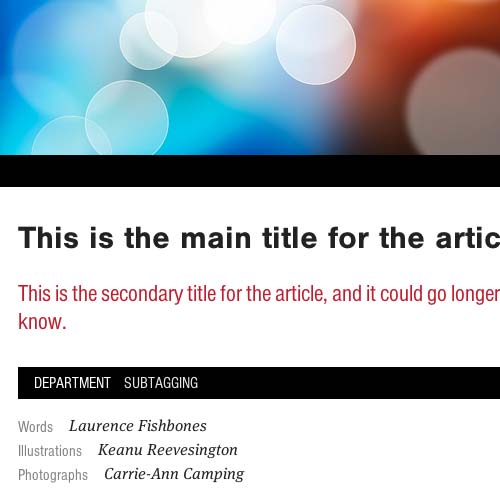 This is the main title for the artic
This is the secondary title for the article, and it could go longer
know.
DEPARTMENT SUBTAGGING
Words Laurence Fishbones
Illustrations Keanu Reevesington
Photographs Carrie-Ann Camping